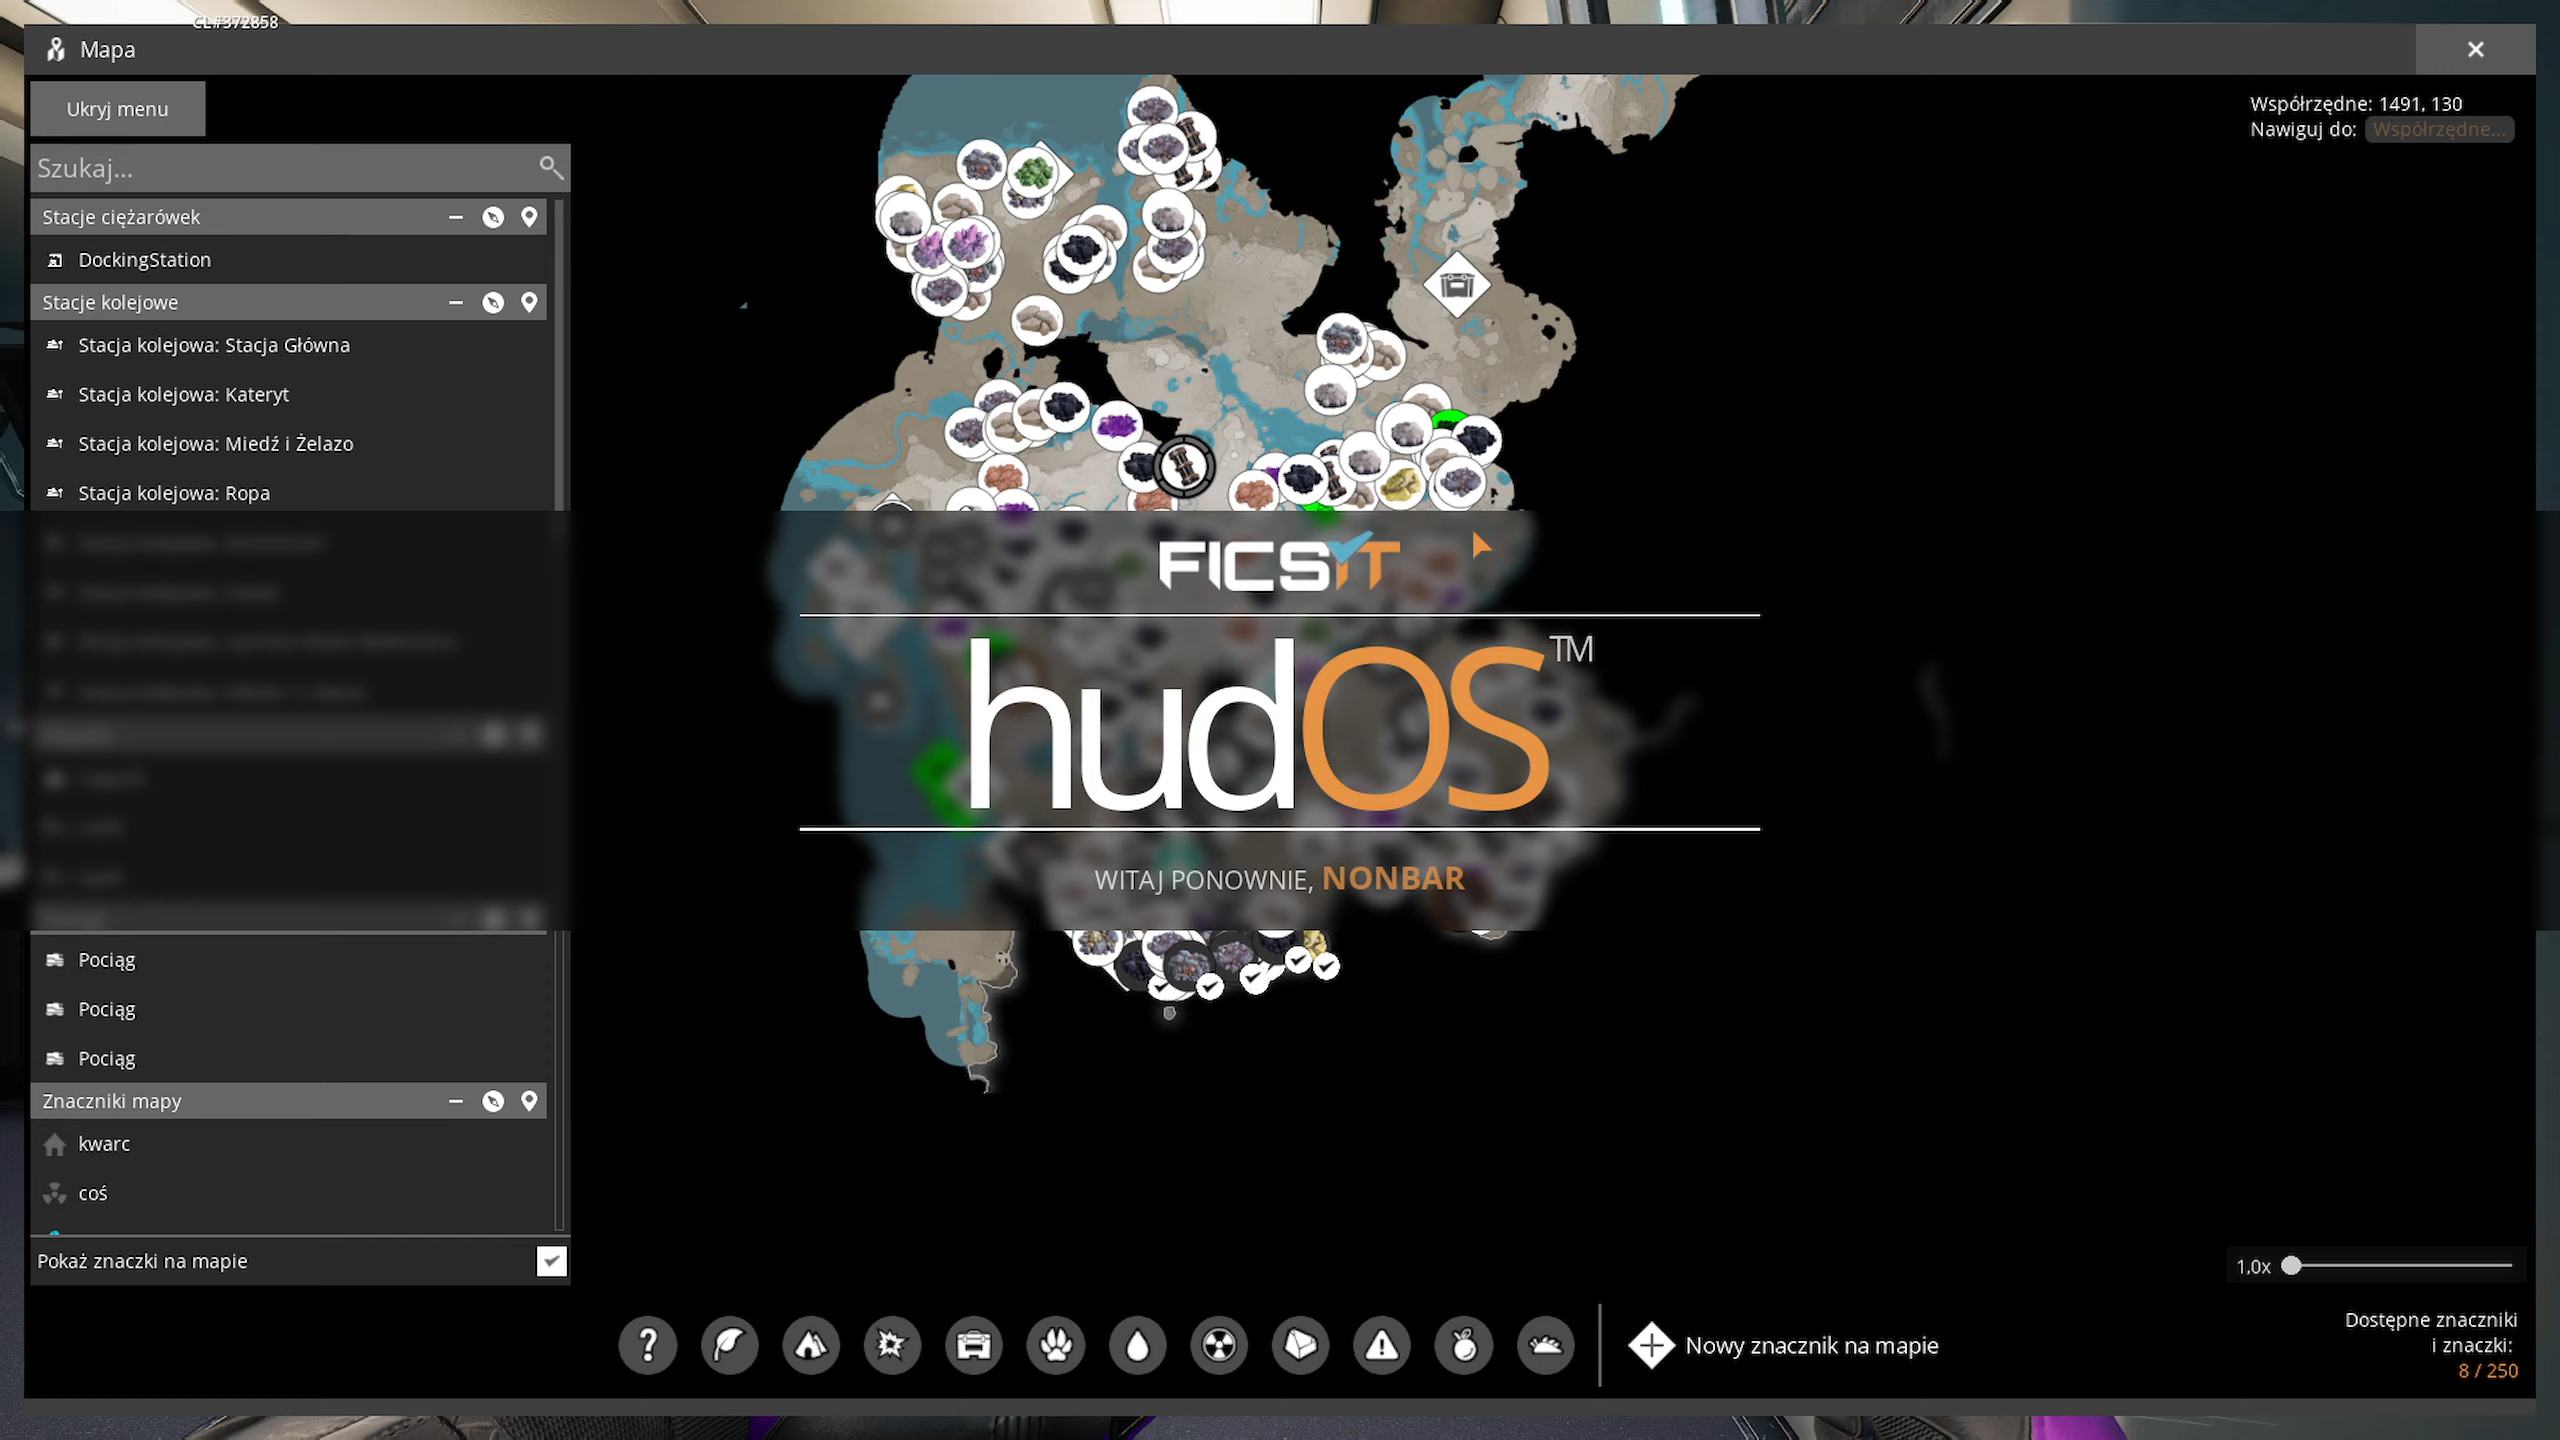 CL#372858
Mapa
Ukryj menu
Współrzędne: 1491, 130
Nawiguj do: Współrzędne...
Szukaj...
Stacje ciężarówek
DockingStation
Stacje kolejowe
Stacja kolejowa: Stacja Główna
Stacja kolejowa: Kateryt
Stacja kolejowa: Miedź i Żelazo
Stacja kolejowa: Ropa
FICSIT
hudOS™
WITAJ PONOWNIE, NONBAR
Pociąg
Pociąg
Pociąg
Znaczniki mapy
kwarc
coś
Pokaż znaczki na mapie
1,0x
Nowy znacznik na mapie
Dostępne znaczniki
i znaczki:
8 / 250